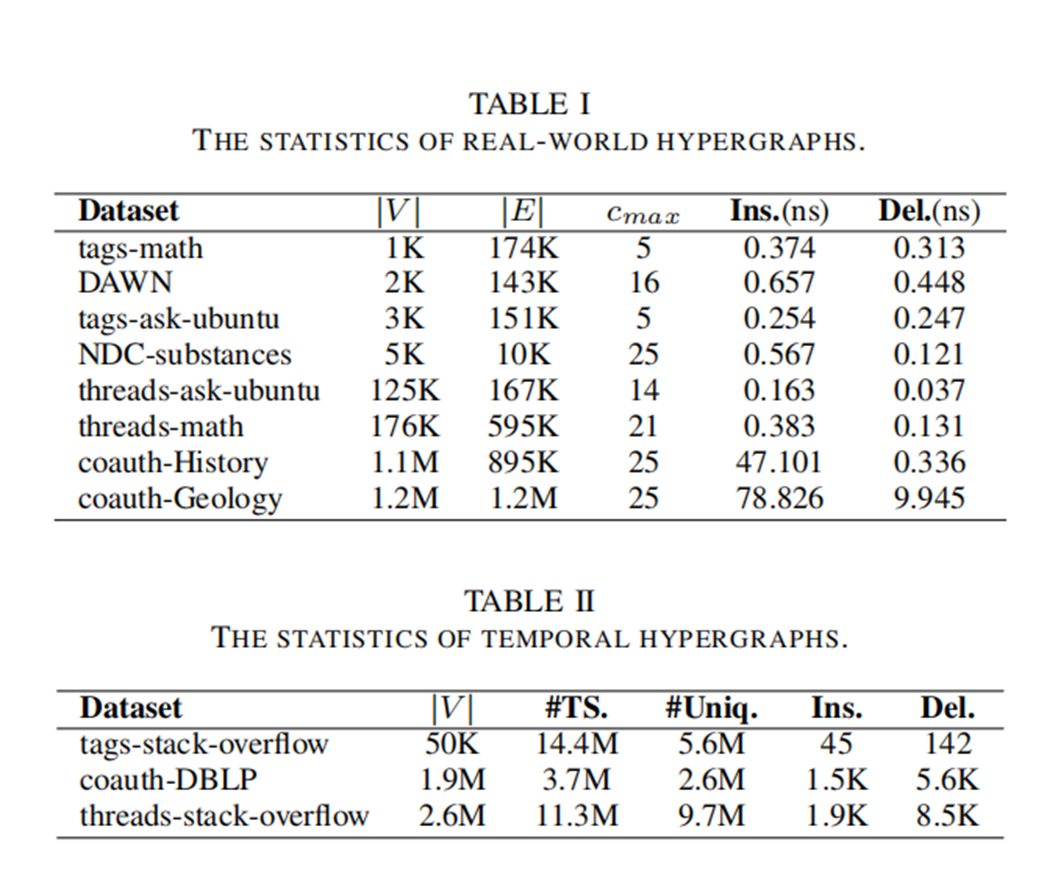 TABLE I
THE STATISTICS OF REAL-WORLD HYPERGRAPHS.
Dataset |V| |E| cmax Ins.(ns) Del.(ns)
tags-math 1K 174K 5 0.374 0.313
DAWN 2K 143K 16 0.657 0.448
tags-ask-ubuntu 3K 151K 5 0.254 0.247
NDC-substances 5K 10K 25 0.567 0.121
threads-ask-ubuntu 125K 167K 14 0.163 0.037
threads-math 176K 595K 21 0.383 0.131
coauth-History 1.1M 895K 25 47.101 0.336
coauth-Geology 1.2M 1.2M 25 78.826 9.945
TABLE II
THE STATISTICS OF TEMPORAL HYPERGRAPHS.
Dataset |V| #TS. #Uniq. Ins. Del.
tags-stack-overflow 50K 14.4M 5.6M 45 142
coauth-DBLP 1.9M 3.7M 2.6M 1.5K 5.6K
threads-stack-overflow 2.6M 11.3M 9.7M 1.9K 8.5K